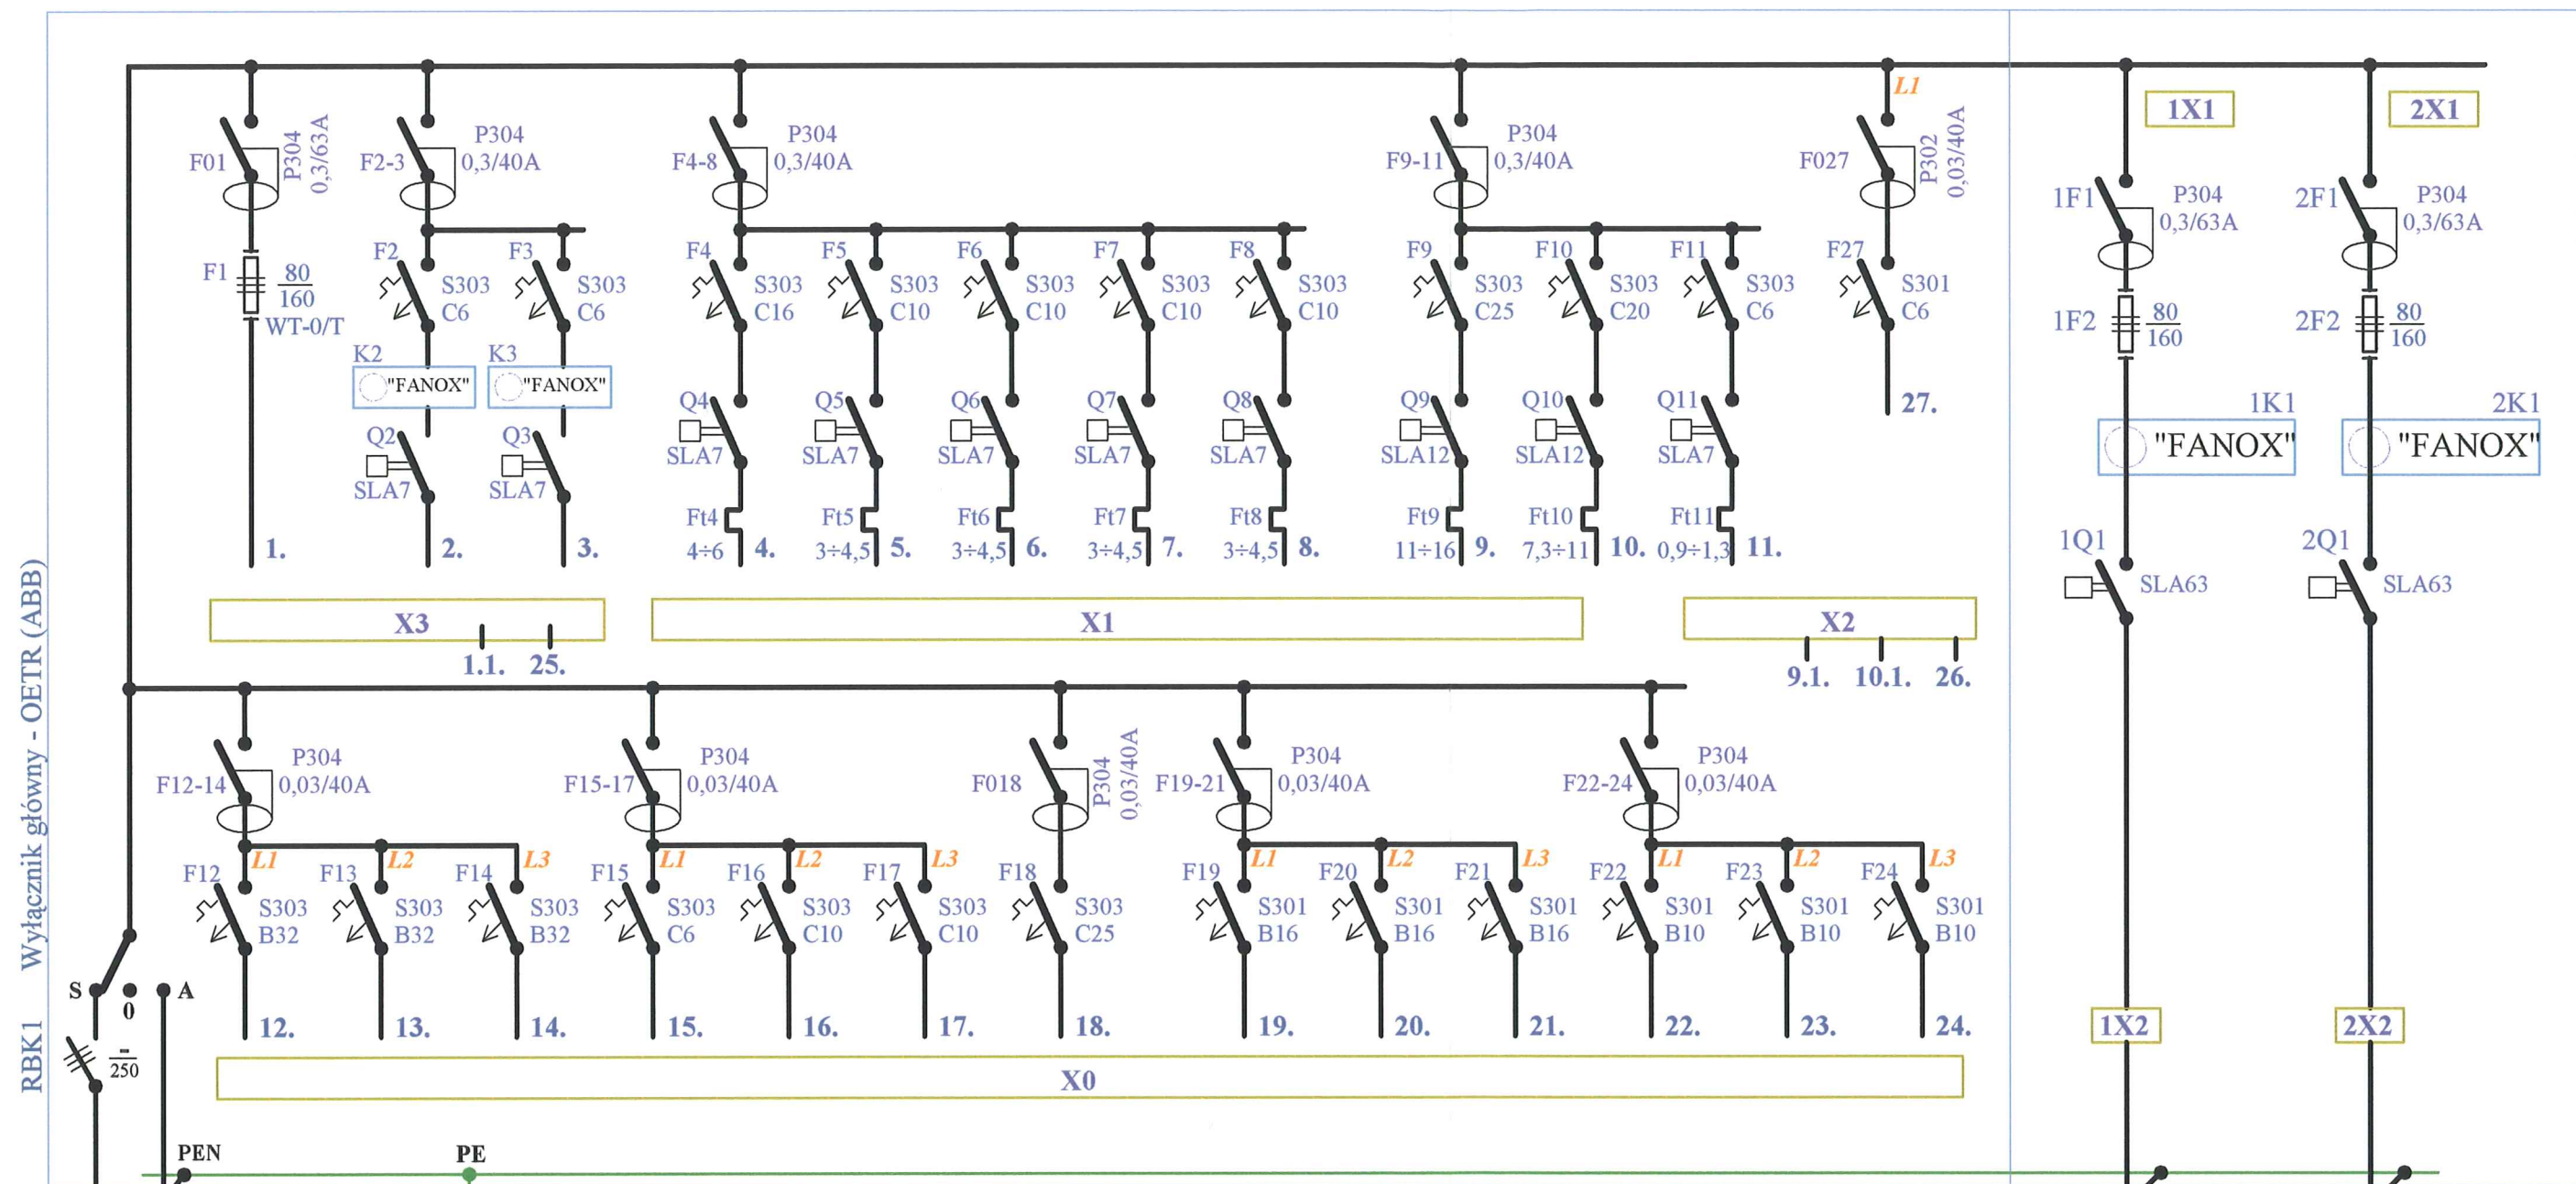 RBK1 Wyłącznik główny - OETR (ABB)
L1
1X1
2X1
F01
P304
0,3/63A
F2-3
P304
0,3/40A
F4-8
P304
0,3/40A
F9-11
P304
0,3/40A
F027
P302
0,03/40A
1F1
P304
0,3/63A
2F1
P304
0,3/63A
F1
80
160
WT-0/T
F2
S303
C6
F3
S303
C6
F4
S303
C16
F5
S303
C10
F6
S303
C10
F7
S303
C10
F8
S303
C10
F9
S303
C25
F10
S303
C20
F11
S303
C6
F27
S301
C6
1F2
80
160
2F2
80
160
K2
"FANOX"
K3
"FANOX"
1K1
"FANOX"
2K1
"FANOX"
Q2
SLA7
Q3
SLA7
Q4
SLA7
Q5
SLA7
Q6
SLA7
Q7
SLA7
Q8
SLA7
Q9
SLA12
Q10
SLA12
Q11
SLA7
27.
Ft4
4÷6
Ft5
3÷4,5
Ft6
3÷4,5
Ft7
3÷4,5
Ft8
3÷4,5
Ft9
11÷16
Ft10
7,3÷11
Ft11
0,9÷1,3
1Q1
SLA63
2Q1
SLA63
1.
2.
3.
4.
5.
6.
7.
8.
9.
10.
11.
X3
X1
X2
1.1.
25.
9.1.
10.1.
26.
F12-14
P304
0,03/40A
F15-17
P304
0,03/40A
F018
P304
0,03/40A
F19-21
P304
0,03/40A
F22-24
P304
0,03/40A
L1
L2
L3
L1
L2
L3
L1
L2
L3
L1
L2
L3
F12
S303
B32
F13
S303
B32
F14
S303
B32
F15
S303
C6
F16
S303
C10
F17
S303
C10
F18
S303
C25
F19
S301
B16
F20
S301
B16
F21
S301
B16
F22
S301
B10
F23
S301
B10
F24
S301
B10
S
0
A
-
250
12.
13.
14.
15.
16.
17.
18.
19.
20.
21.
22.
23.
24.
1X2
2X2
X0
PEN
PE